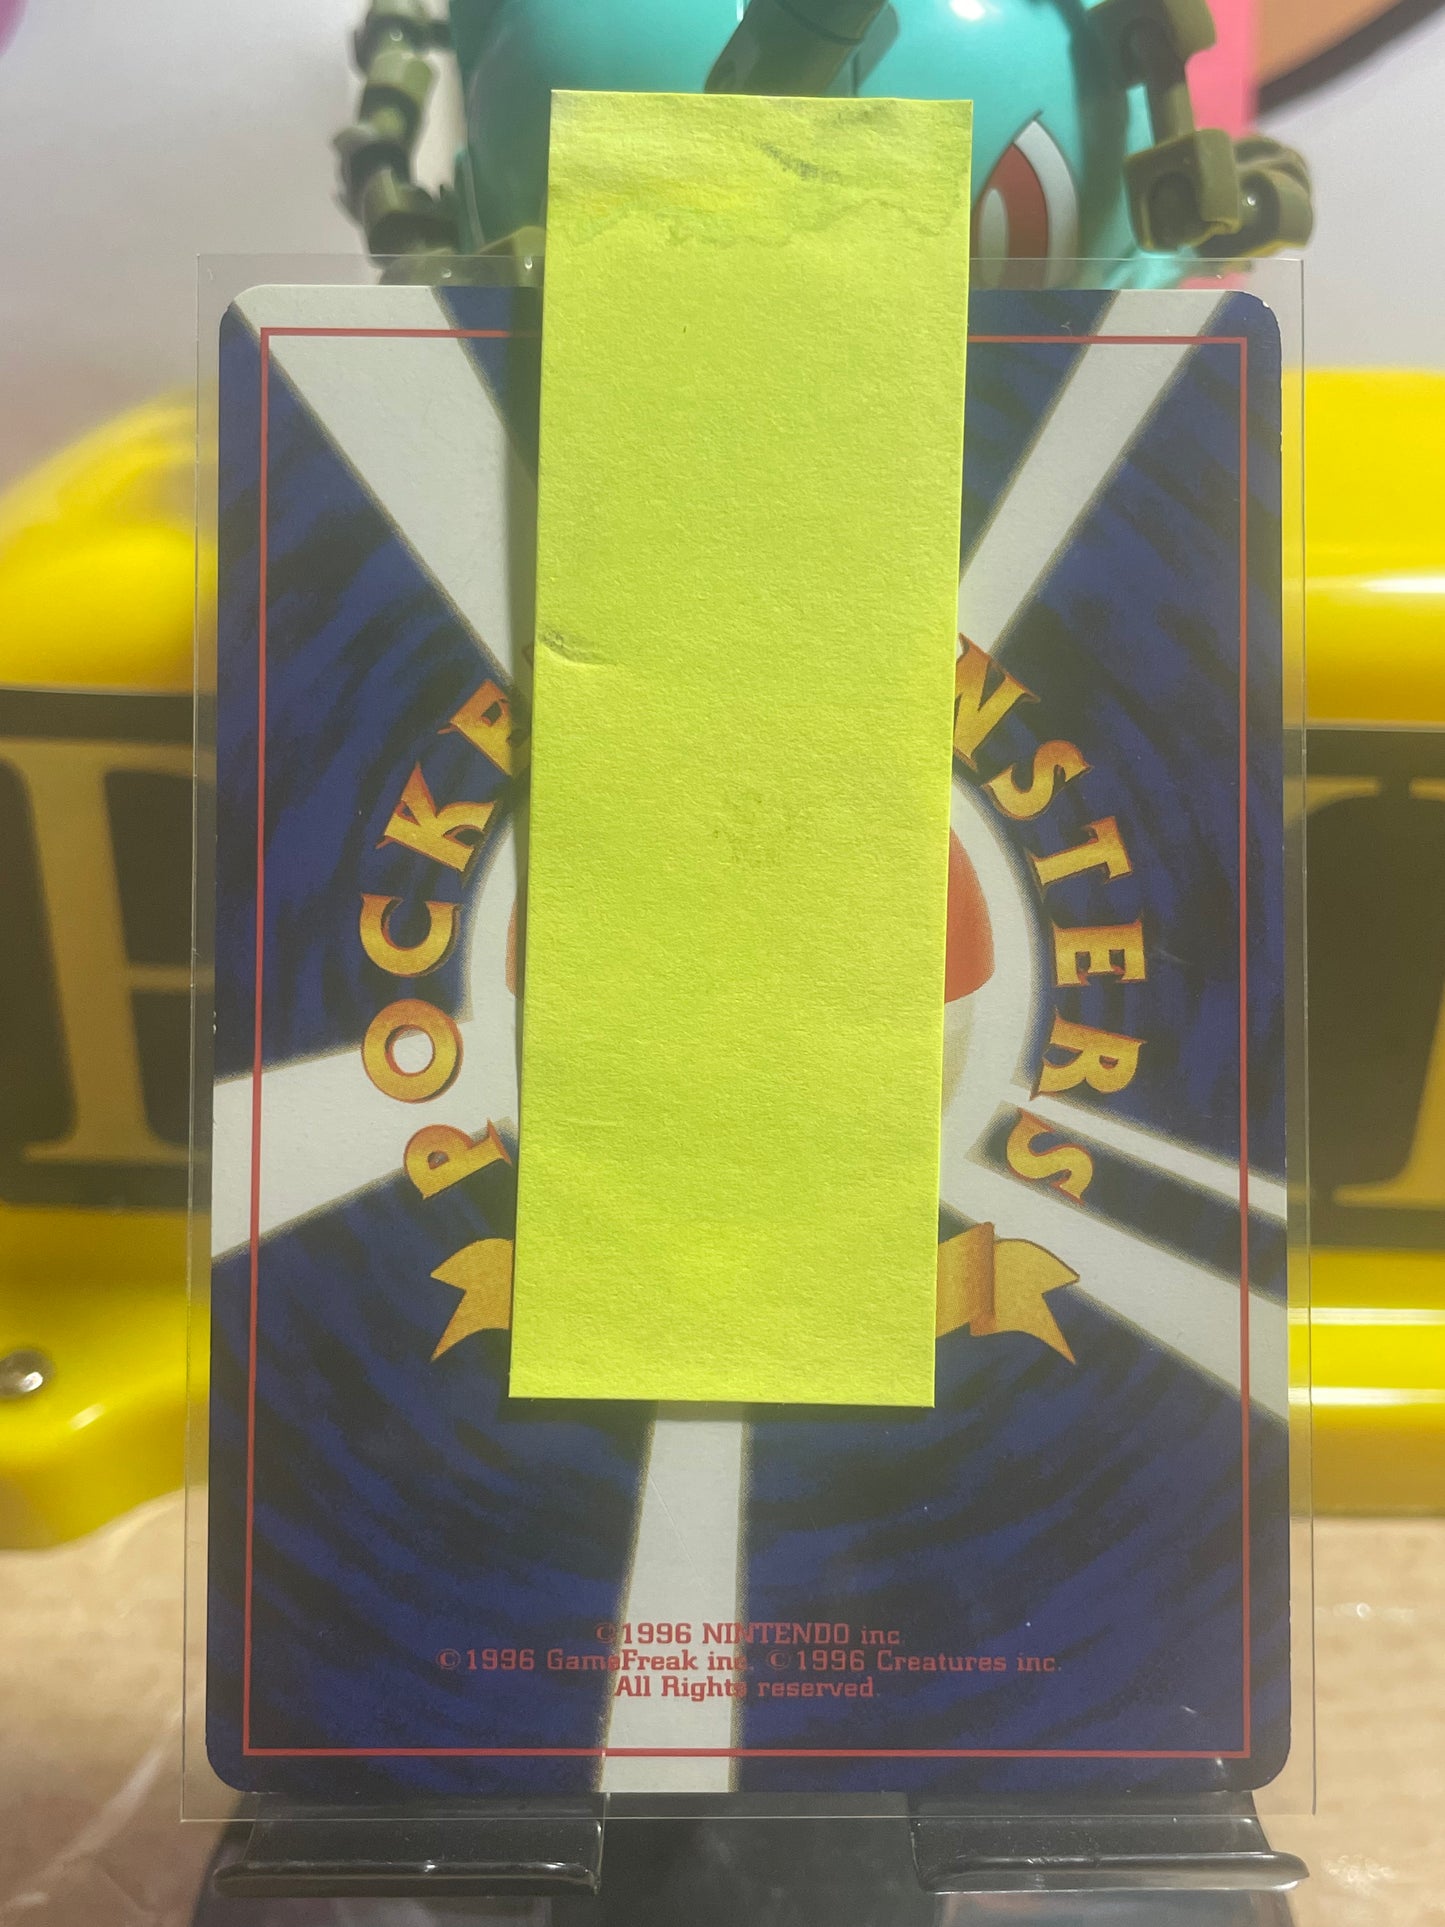 POCKE
NSTERS
©1996 NINTENDO inc
©1996 GameFreak inc. ©1996 Creatures inc.
All Rights reserved.